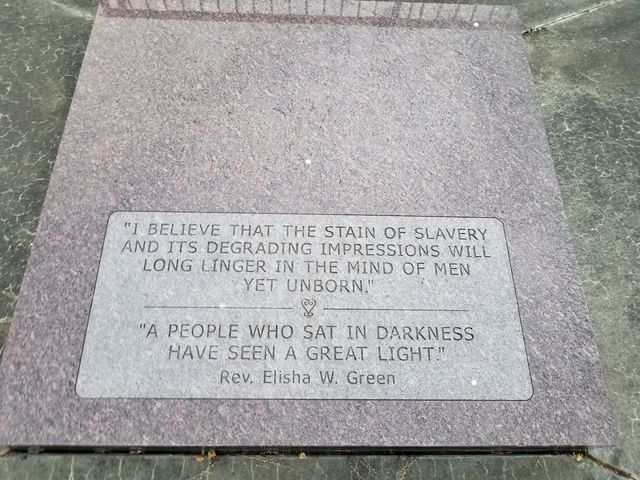 "I BELIEVE THAT THE STAIN OF SLAVERY
AND ITS DEGRADING IMPRESSIONS WILL
LONG LINGER IN THE MIND OF MEN
YET UNBORN."
"A PEOPLE WHO SAT IN DARKNESS
HAVE SEEN A GREAT LIGHT."
Rev. Elisha W. Green